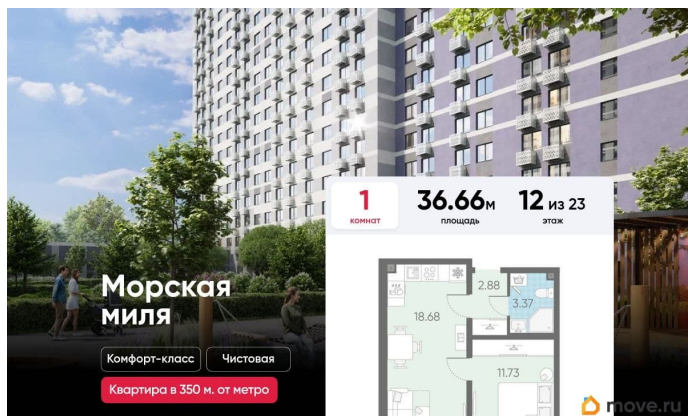 1
комнат
36.66м
площадь
12 из 23
этаж
Морская
миля
Комфорт-класс
Чистовая
Квартира в 350 м. от метро
2.88
3.37
18.68
11.73
move.ru